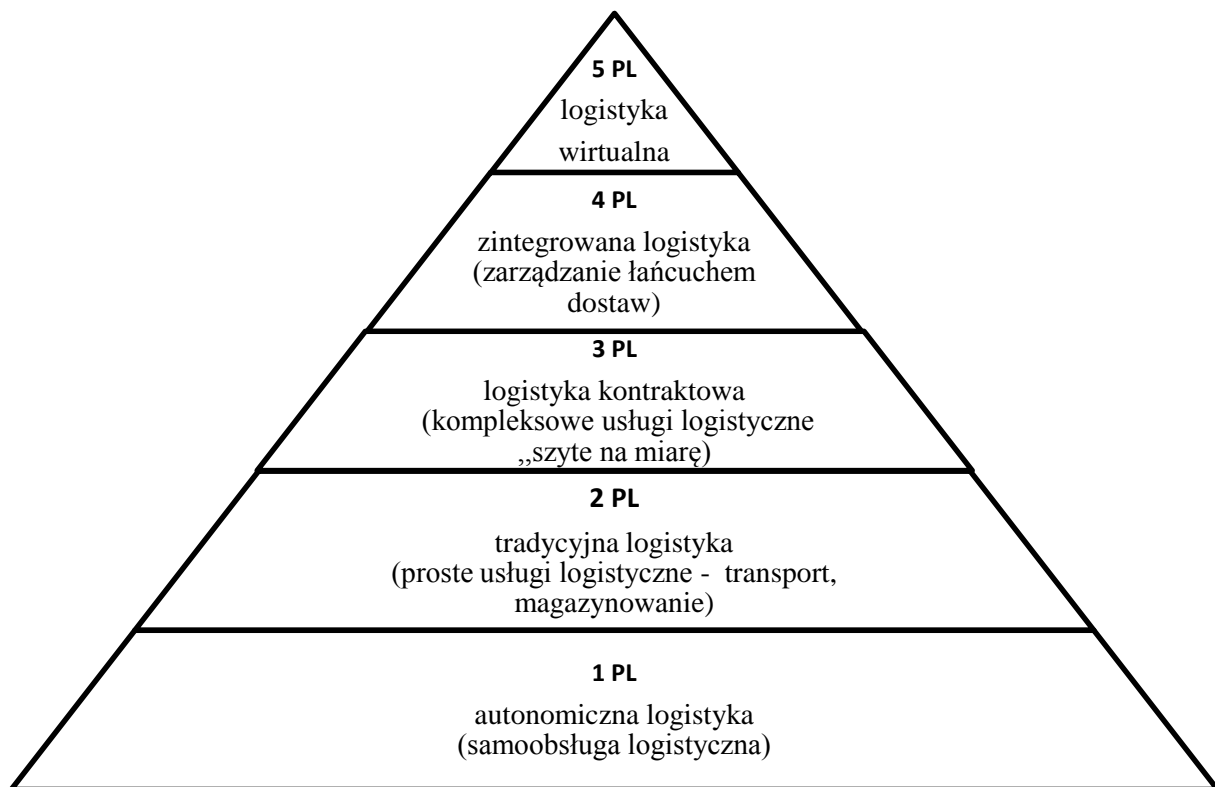 5 PL
logistyka
wirtualna
4 PL
zintegrowana logistyka
(zarządzanie łańcuchem
dostaw)
3 PL
logistyka kontraktowa
(kompleksowe usługi logistyczne
,,szyte na miarę)
2 PL
tradycyjna logistyka
(proste usługi logistyczne - transport,
magazynowanie)
1 PL
autonomiczna logistyka
(samoobsługa logistyczna)